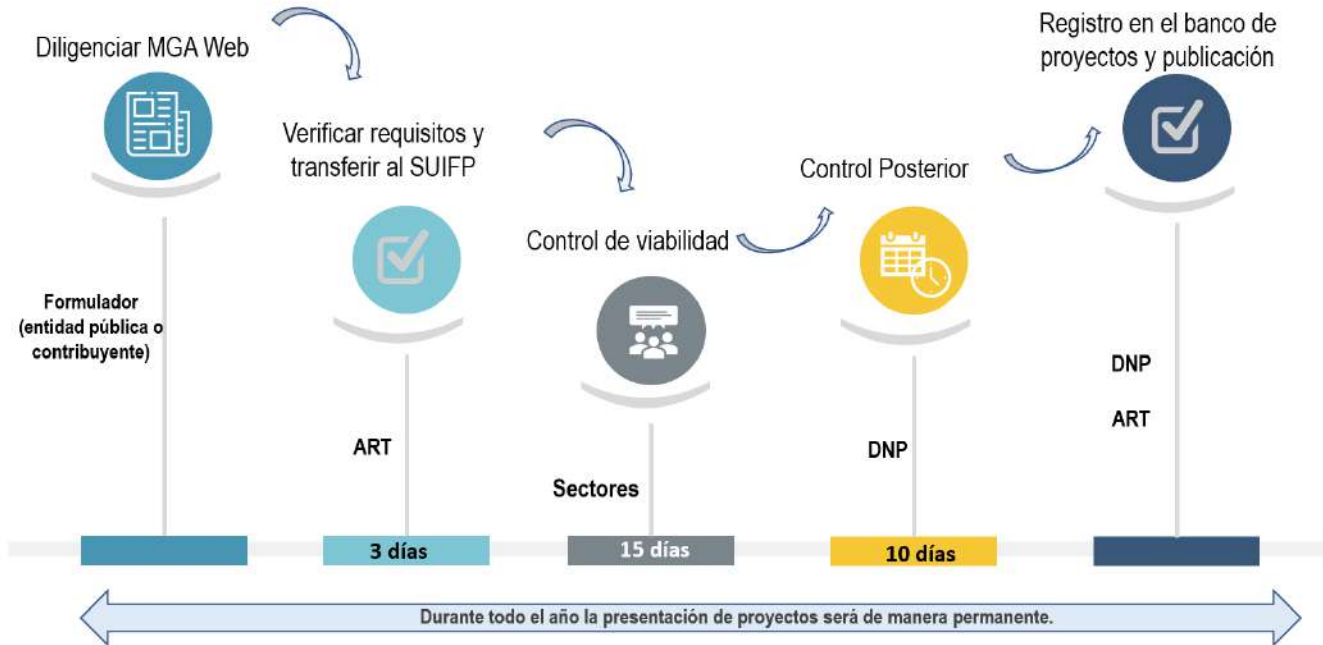 Diligenciar MGA Web
Verificar requisitos y
transferir al SUIFP
Control de viabilidad
Control Posterior
Registro en el banco de
proyectos y publicación
Formulador
(entidad pública o
contribuyente)
ART
Sectores
DNP
DNP
ART
3 días
15 días
10 días
Durante todo el año la presentación de proyectos será de manera permanente.